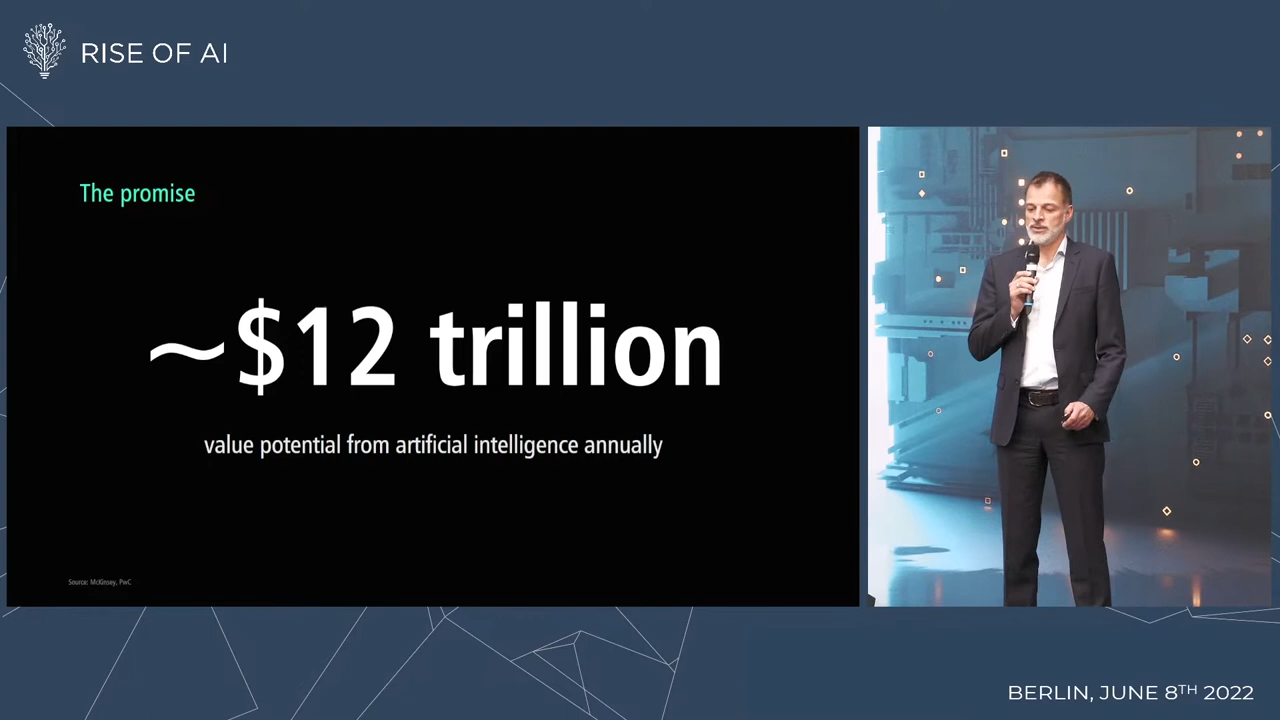 RISE OF AI
The promise
~$12 trillion
value potential from artificial intelligence annually
Source: McKinsey, PwC
BERLIN, JUNE 8TH 2022